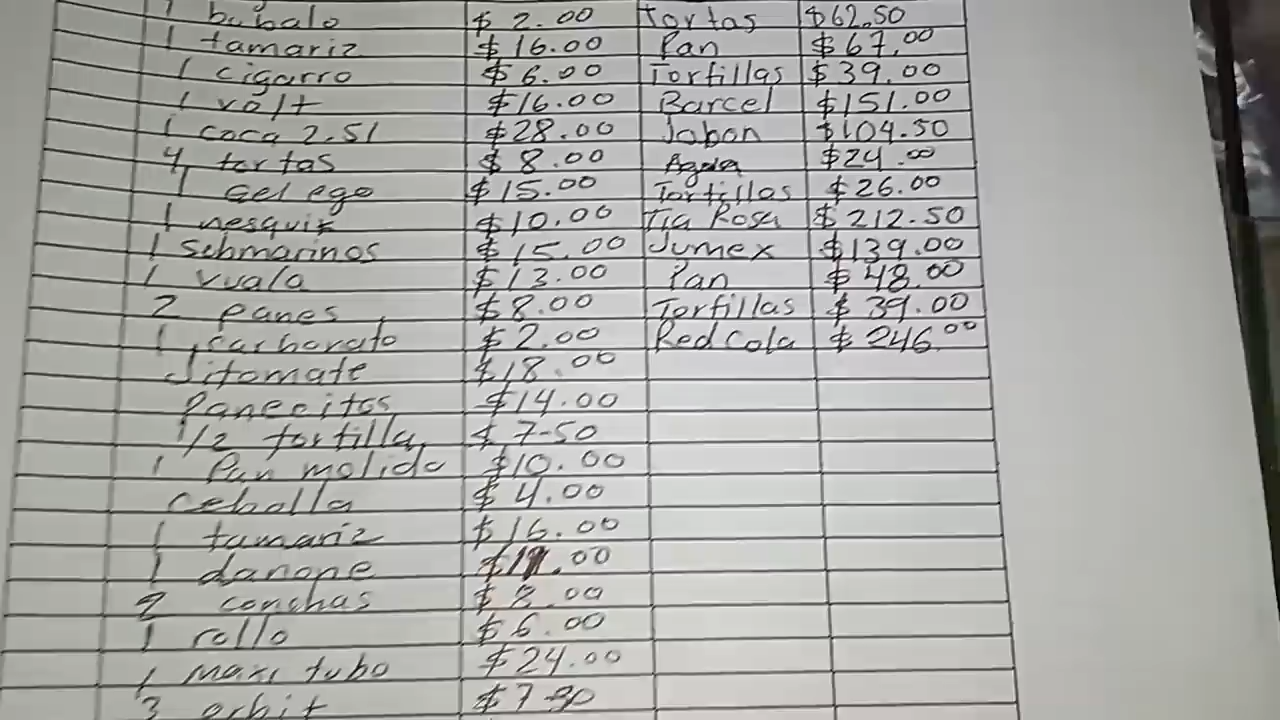 1 bubalo $ 2.00 Tortas $62.50
1 tamariz $16.00 Pan $67.00
1 cigarro $6.00 Tortillas $39.00
1 volt $16.00 Barcel $151.00
1 coca 2.5l $28.00 Jabon $104.50
4 tortas $8.00 Agua $24.00
1 Gel ego $15.00 Tortillas $26.00
1 nesquik $10.00 Tia Rosa $212.50
1 submarinos $15.00 Jumex $139.00
1 vuala $13.00 Pan $48.00
2 panes $8.00 Tortillas $39.00
1 carbonato $2.00 Red Cola $246.00
Jitomate $18.00
Panecitos $14.00
1/2 tortilla $7.50
1 Pan molido $10.00
Cebolla $4.00
1 tamariz $16.00
1 danone
2 conchas $8.00
1 rollo $6.00
1 maxi tubo $24.00
3 orbit